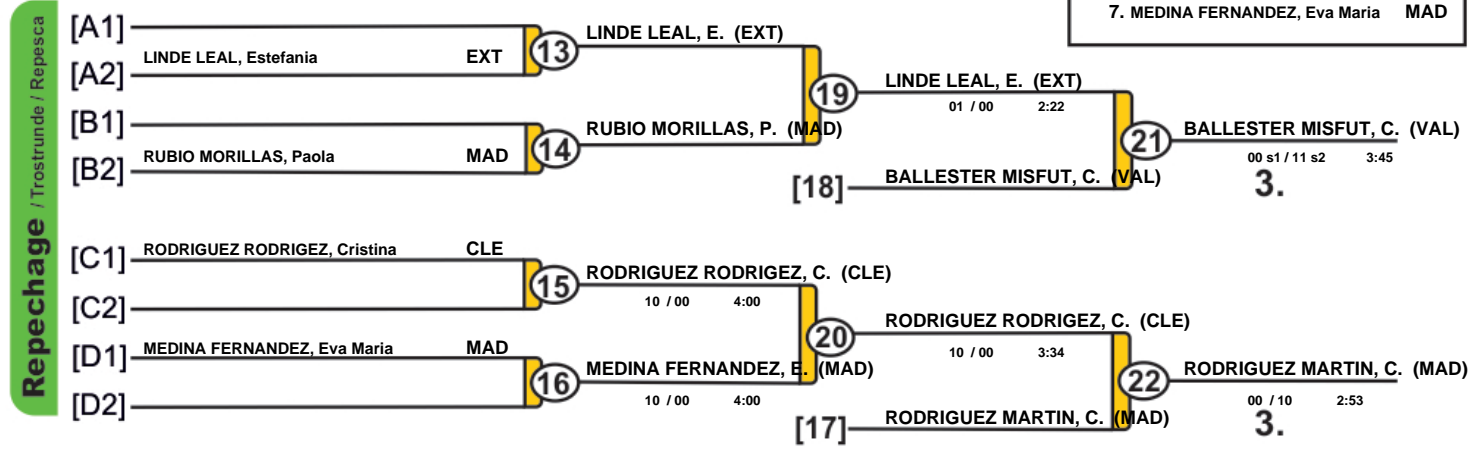 7. MEDINA FERNANDEZ, Eva Maria MAD
Repechage / Trostrunde / Repesca
[A1]
LINDE LEAL, Estefania EXT
[A2]
13
LINDE LEAL, E. (EXT)
[B1]
RUBIO MORILLAS, Paola MAD
[B2]
14
RUBIO MORILLAS, P. (MAD)
19
LINDE LEAL, E. (EXT)
01 / 00 2:22
[18]
BALLESTER MISFUT, C. (VAL)
21
BALLESTER MISFUT, C. (VAL)
00 s1 / 11 s2 3:45
3.
[C1]
RODRIGUEZ RODRIGEZ, Cristina CLE
[C2]
15
RODRIGUEZ RODRIGEZ, C. (CLE)
10 / 00 4:00
[D1]
MEDINA FERNANDEZ, Eva Maria MAD
[D2]
16
MEDINA FERNANDEZ, E. (MAD)
10 / 00 4:00
20
RODRIGUEZ RODRIGEZ, C. (CLE)
10 / 00 3:34
[17]
RODRIGUEZ MARTIN, C. (MAD)
22
RODRIGUEZ MARTIN, C. (MAD)
00 / 10 2:53
3.